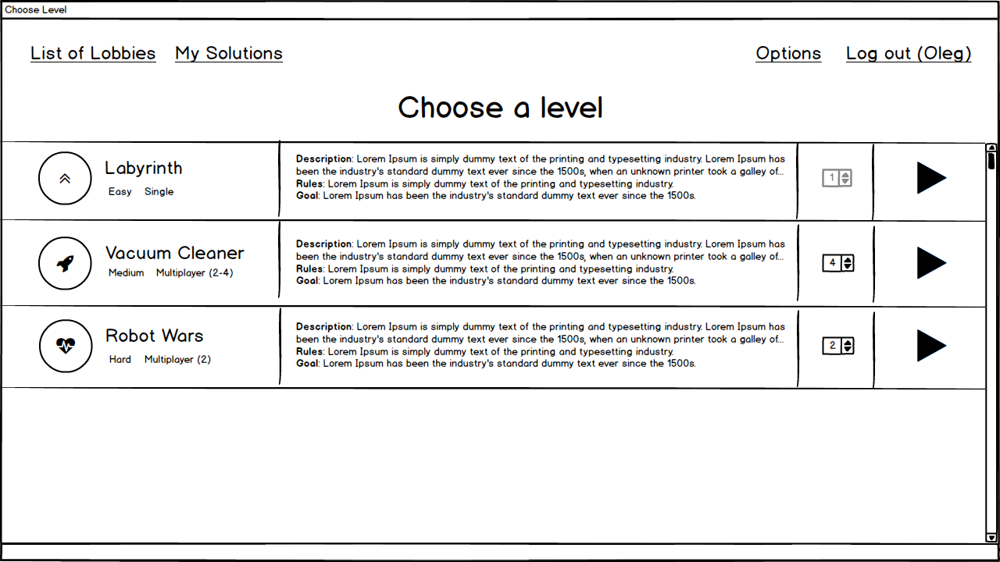 Choose Level
List of Lobbies My Solutions Options Log out (Oleg)
Choose a level
Labyrinth
Easy Single
Description: Lorem Ipsum is simply dummy text of the printing and typesetting industry. Lorem Ipsum has
been the industry's standard dummy text ever since the 1500s, when an unknown printer took a galley of...
Rules: Lorem Ipsum is simply dummy text of the printing and typesetting industry.
Goal: Lorem Ipsum has been the industry's standard dummy text ever since the 1500s.
1
Vacuum Cleaner
Medium Multiplayer (2-4)
Description: Lorem Ipsum is simply dummy text of the printing and typesetting industry. Lorem Ipsum has
been the industry's standard dummy text ever since the 1500s, when an unknown printer took a galley of...
Rules: Lorem Ipsum is simply dummy text of the printing and typesetting industry.
Goal: Lorem Ipsum has been the industry's standard dummy text ever since the 1500s.
4
Robot Wars
Hard Multiplayer (2)
Description: Lorem Ipsum is simply dummy text of the printing and typesetting industry. Lorem Ipsum has
been the industry's standard dummy text ever since the 1500s, when an unknown printer took a galley of...
Rules: Lorem Ipsum is simply dummy text of the printing and typesetting industry.
Goal: Lorem Ipsum has been the industry's standard dummy text ever since the 1500s.
2